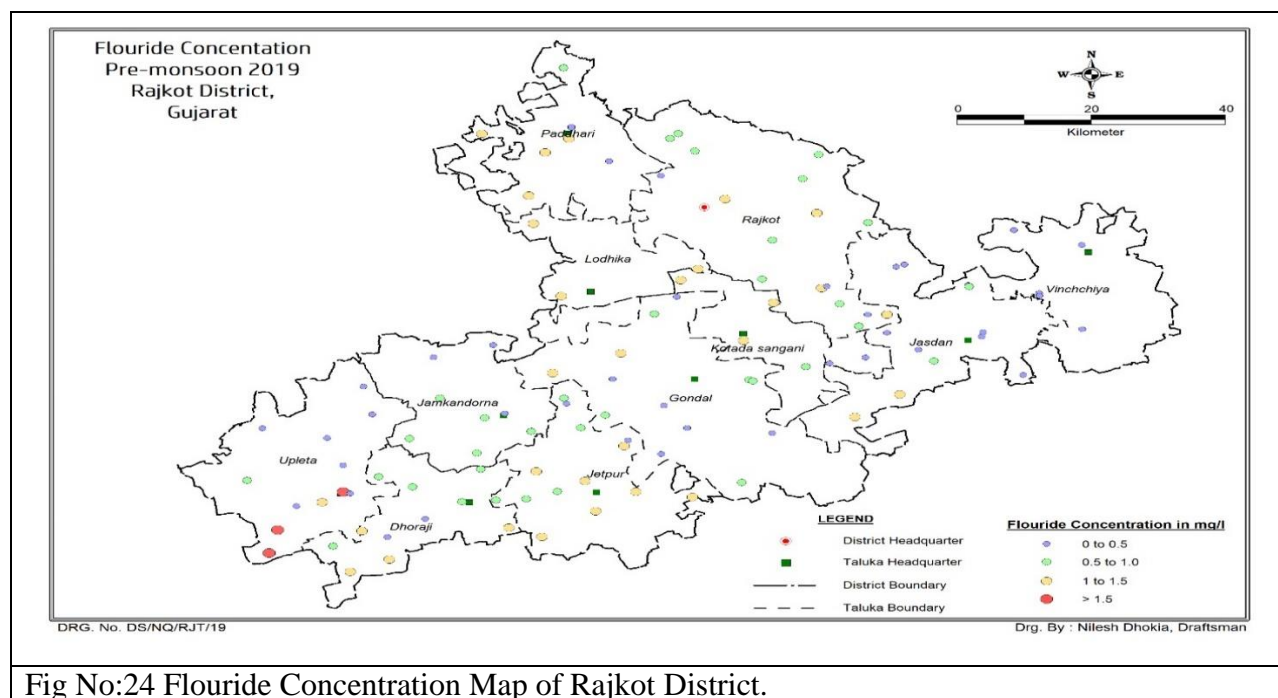 Flouride Concentation
Pre-monsoon 2019
Rajkot District,
Gujarat
N
W E
S
0 20 40
Kilometer
Paddhari
Rajkot
Lodhika
Vinchchiya
Jasdan
Kotada sangani
Gondal
Jamkandorna
Upleta
Jetpur
Dhoraji
LEGEND
District Headquarter
Taluka Headquarter
District Boundary
Taluka Boundary
Flouride Concentration in mg/l
0 to 0.5
0.5 to 1.0
1 to 1.5
> 1.5
DRG. No. DS/NQ/RJT/19
Drg. By : Nilesh Dhokia, Draftsman
Fig No:24 Flouride Concentration Map of Rajkot District.